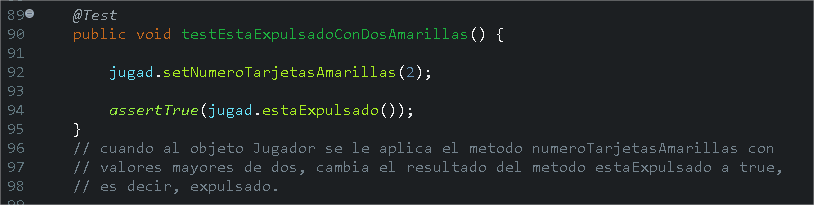 89 @Test
90 public void testEstaExpulsadoConDosAmarillas() {
91
92 jugad.setNumeroTarjetasAmarillas(2);
93
94 assertTrue(jugad.estaExpulsado());
95 }
96 // cuando al objeto Jugador se le aplica el metodo numeroTarjetasAmarillas con
97 // valores mayores de dos, cambia el resultado del metodo estaExpulsado a true,
98 // es decir, expulsado.